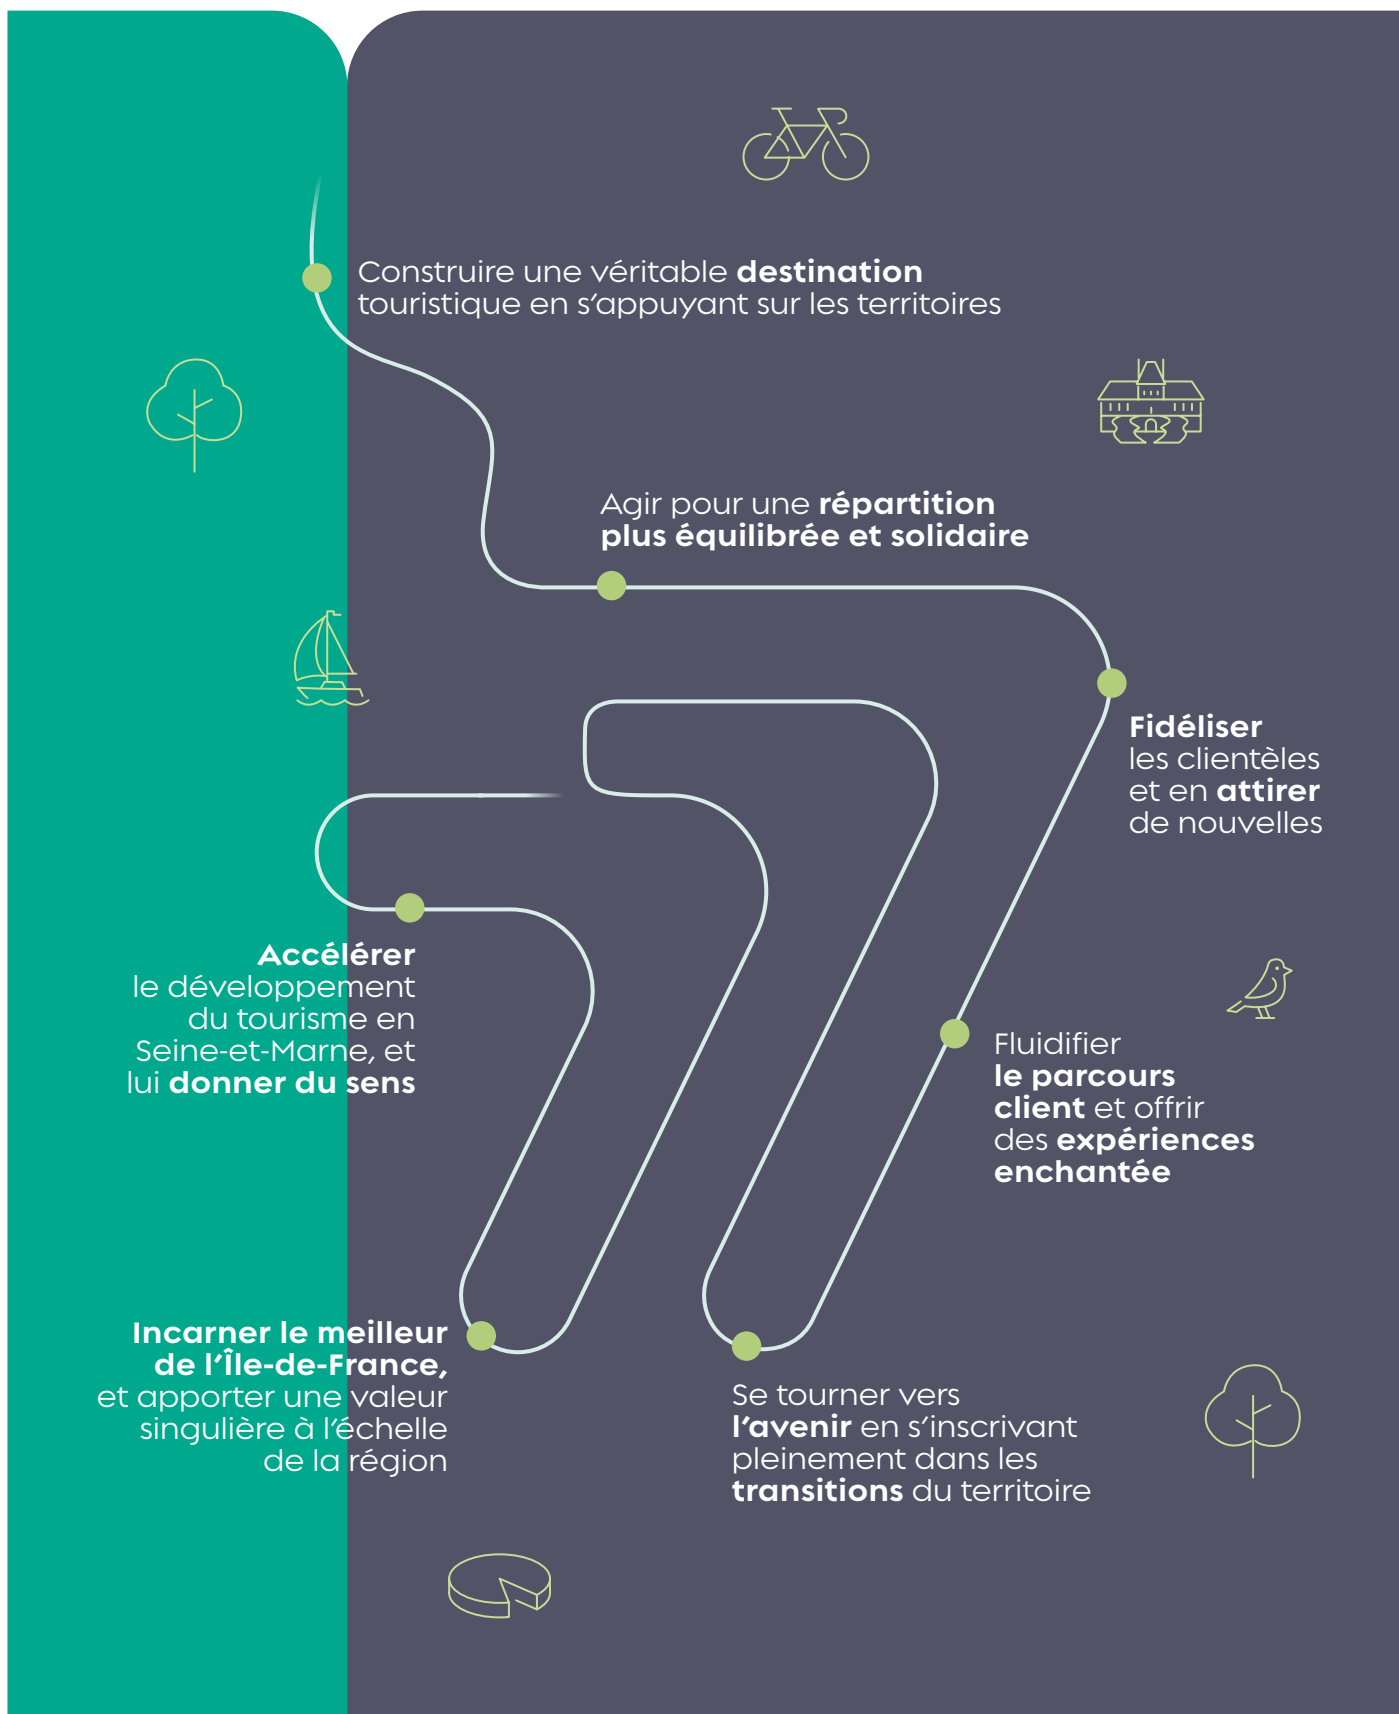 Construire une véritable destination
touristique en s’appuyant sur les territoires
Agir pour une répartition
plus équilibrée et solidaire
Fidéliser
les clientèles
et en attirer
de nouvelles
Fluidifier
le parcours
client et offrir
des expériences
enchantée
Se tourner vers
l’avenir en s’inscrivant
pleinement dans les
transitions du territoire
Incarner le meilleur
de l’Île-de-France,
et apporter une valeur
singulière à l’échelle
de la région
Accélérer
le développement
du tourisme en
Seine-et-Marne, et
lui donner du sens